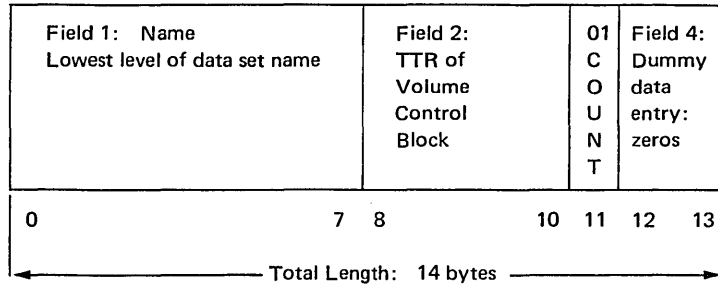 Field 1: Name
Lowest level of data set name
Field 2:
TTR of
Volume
Control
Block
01
C
O
U
N
T
Field 4:
Dummy
data
entry:
zeros
0 7 8 10 11 12 13
Total Length: 14 bytes